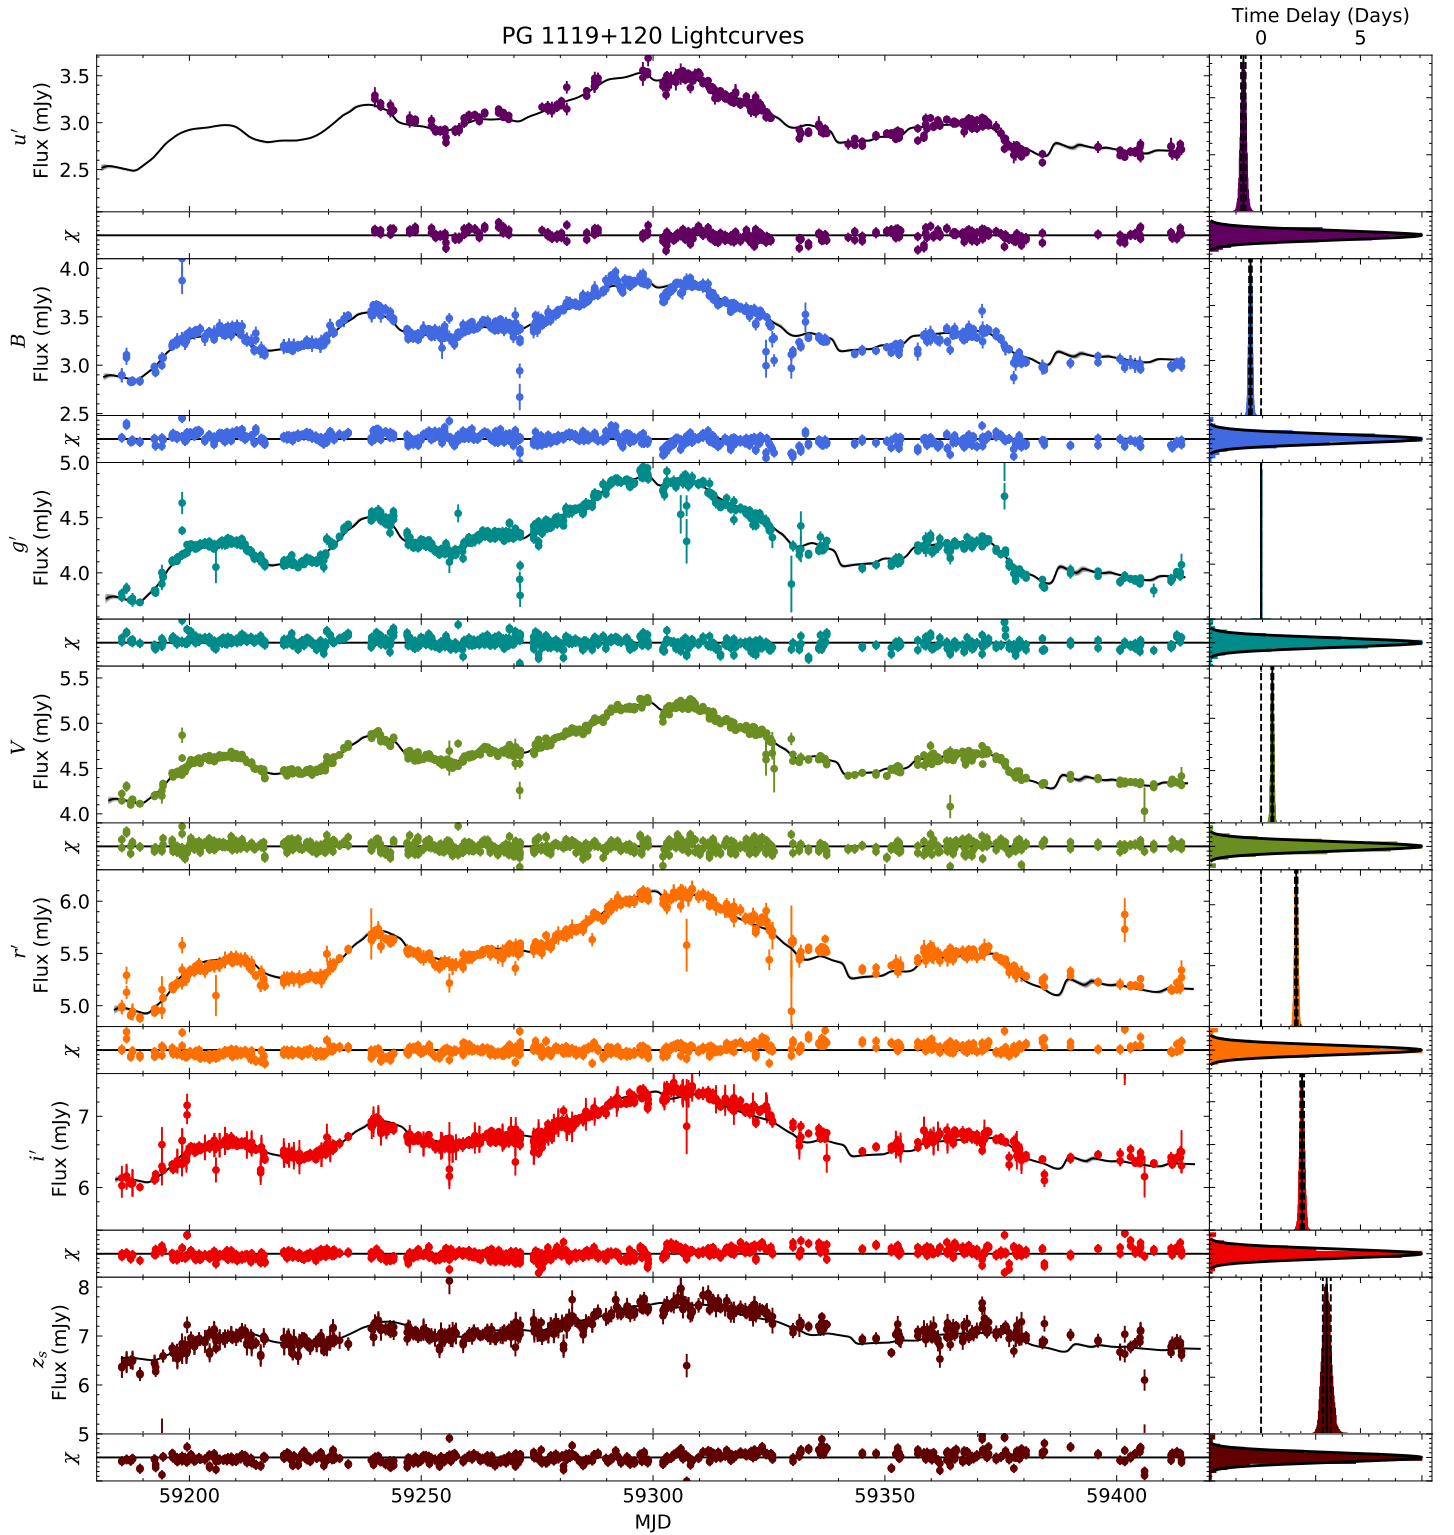 Time Delay (Days)
PG 1119+120 Lightcurves
0 5
3.5
3.0
2.5
u′
Flux (mJy)
χ
4.0
3.5
3.0
2.5
B
Flux (mJy)
χ
5.0
4.5
4.0
g′
Flux (mJy)
χ
5.5
5.0
4.5
4.0
V
Flux (mJy)
χ
6.0
5.5
5.0
r′
Flux (mJy)
χ
7
6
i′
Flux (mJy)
χ
8
7
6
5
zs
Flux (mJy)
χ
59200 59250 59300 59350 59400
MJD